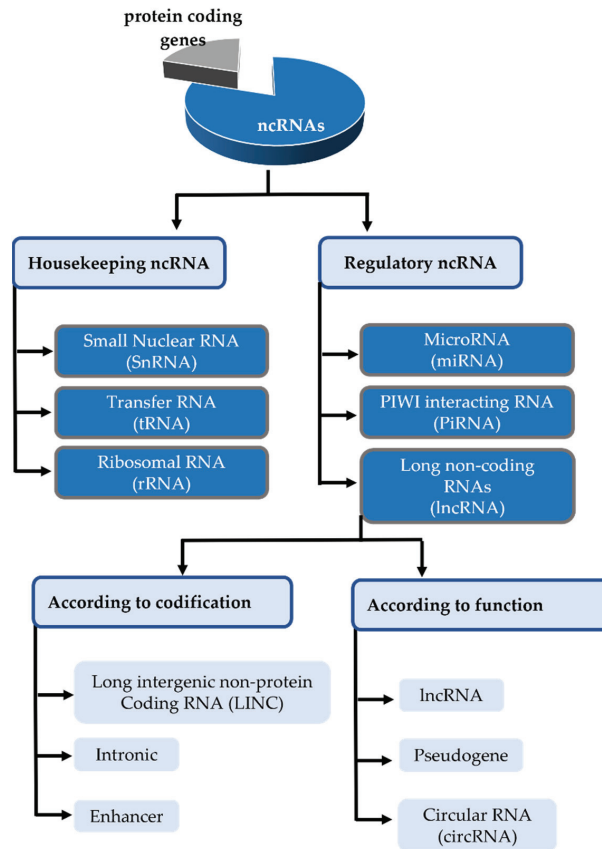 protein coding
genes
ncRNAs
Housekeeping ncRNA
Small Nuclear RNA
(SnRNA)
Transfer RNA
(tRNA)
Ribosomal RNA
(rRNA)
Regulatory ncRNA
MicroRNA
(miRNA)
PIWI interacting RNA
(PiRNA)
Long non-coding
RNAs
(lncRNA)
According to codification
Long intergenic non-protein
Coding RNA (LINC)
Intronic
Enhancer
According to function
lncRNA
Pseudogene
Circular RNA
(circRNA)